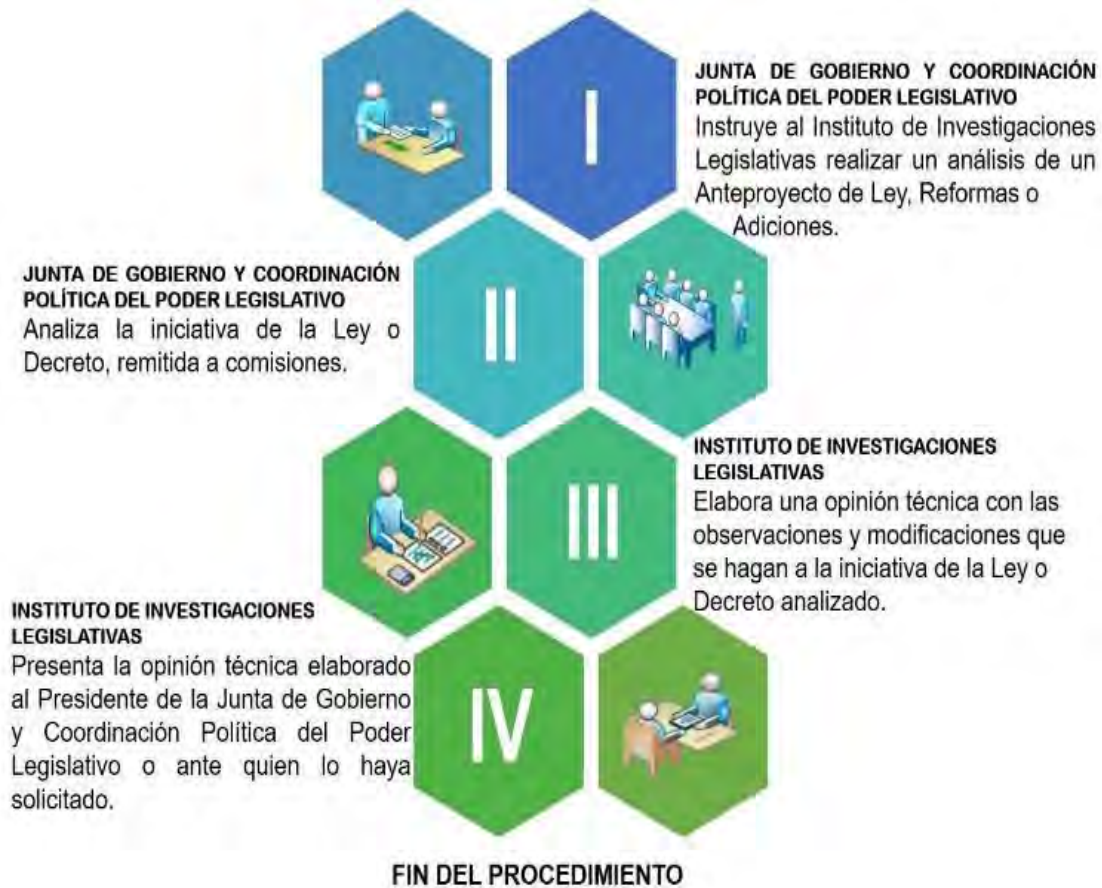 I
JUNTA DE GOBIERNO Y COORDINACIÓN
POLÍTICA DEL PODER LEGISLATIVO
Instruye al Instituto de Investigaciones
Legislativas realizar un análisis de un
Anteproyecto de Ley, Reformas o
Adiciones.
JUNTA DE GOBIERNO Y COORDINACIÓN
POLÍTICA DEL PODER LEGISLATIVO
Analiza la iniciativa de la Ley o
Decreto, remitida a comisiones.
II
III
INSTITUTO DE INVESTIGACIONES
LEGISLATIVAS
Elabora una opinión técnica con las
observaciones y modificaciones que
se hagan a la iniciativa de la Ley o
Decreto analizado.
INSTITUTO DE INVESTIGACIONES
LEGISLATIVAS
Presenta la opinión técnica elaborado
al Presidente de la Junta de Gobierno
y Coordinación Política del Poder
Legislativo o ante quien lo haya
solicitado.
IV
FIN DEL PROCEDIMIENTO